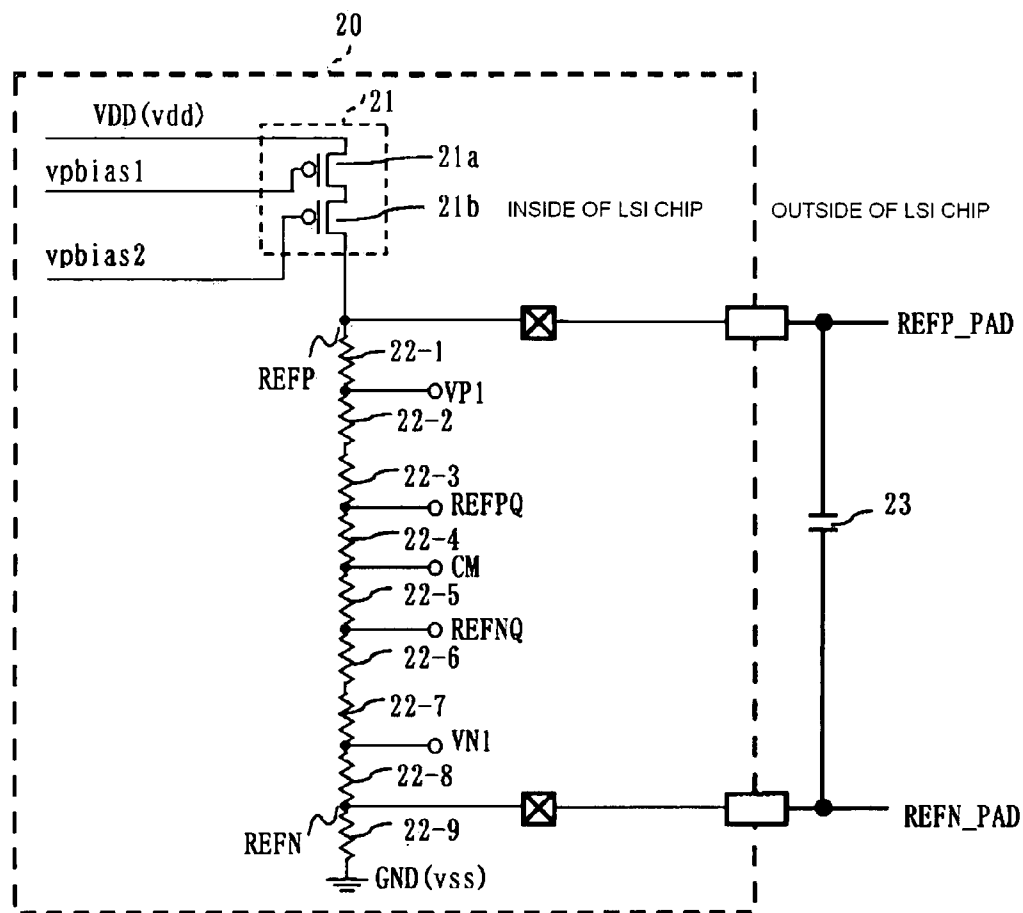 20
VDD(vdd)
21
vpbias1
21a
21b
INSIDE OF LSI CHIP
OUTSIDE OF LSI CHIP
vpbias2
REFP_PAD
22-1
REFP
VP1
22-2
22-3
REFPQ
23
22-4
CM
22-5
REFNQ
22-6
22-7
VN1
22-8
REFN_PAD
REFN
22-9
GND(vss)